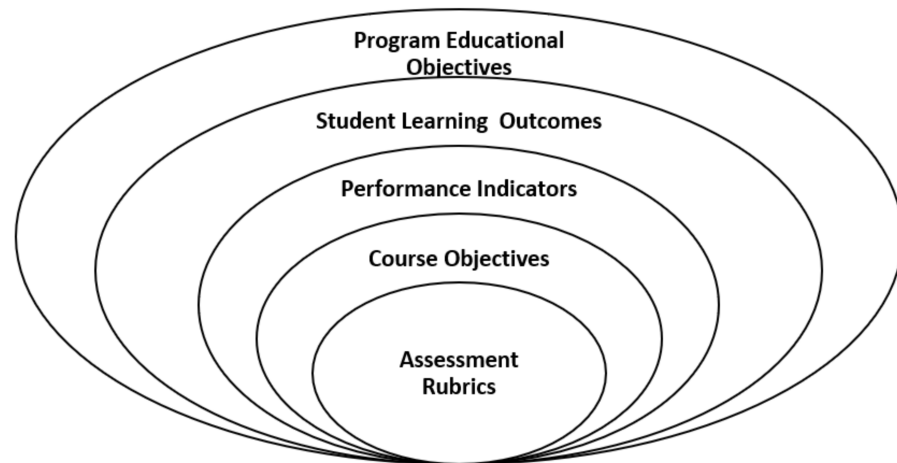 Program Educational
Objectives
Student Learning  Outcomes
Performance Indicators
Course Objectives
Assessment
Rubrics